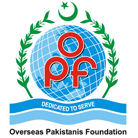 opf
DEDICATED TO SERVE
Overseas Pakistanis Foundation